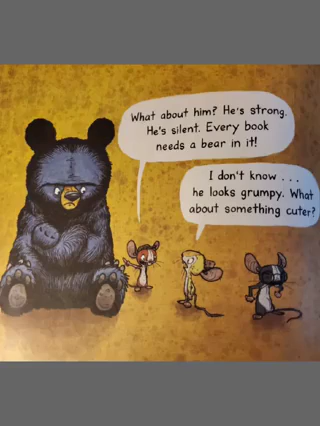 What about him? He's strong.
He's silent. Every book
needs a bear in it!
I don't know . . .
he looks grumpy. What
about something cuter?